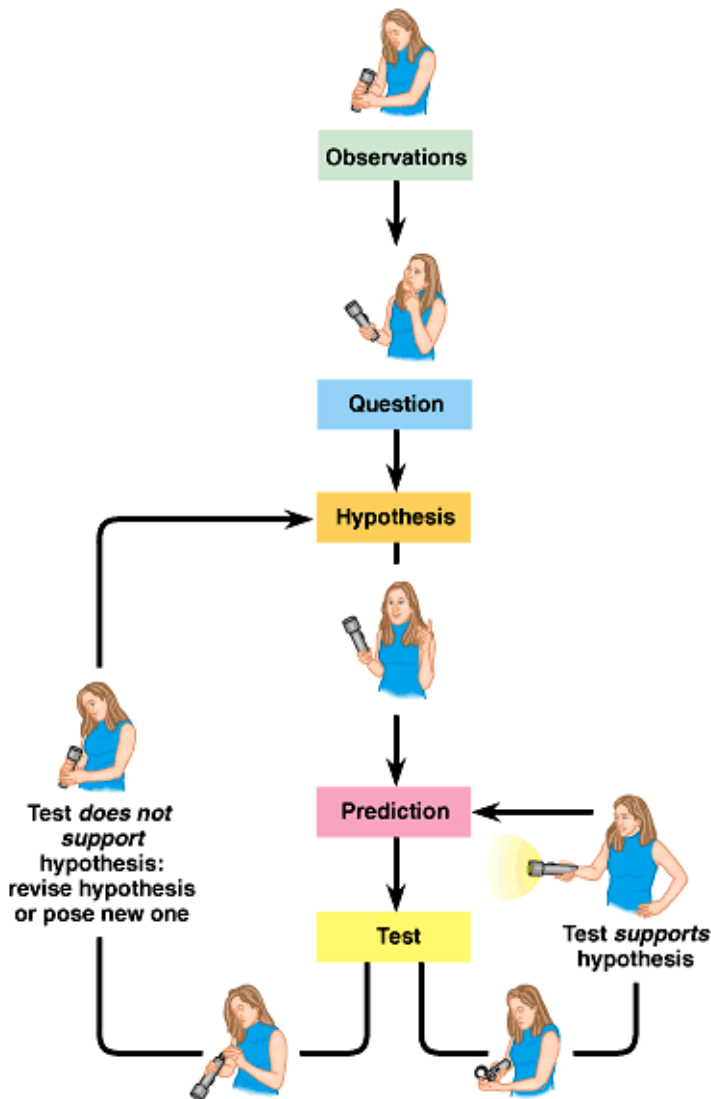 Observations
Question
Hypothesis
Prediction
Test
Test does not
support
hypothesis:
revise hypothesis
or pose new one
Test supports
hypothesis